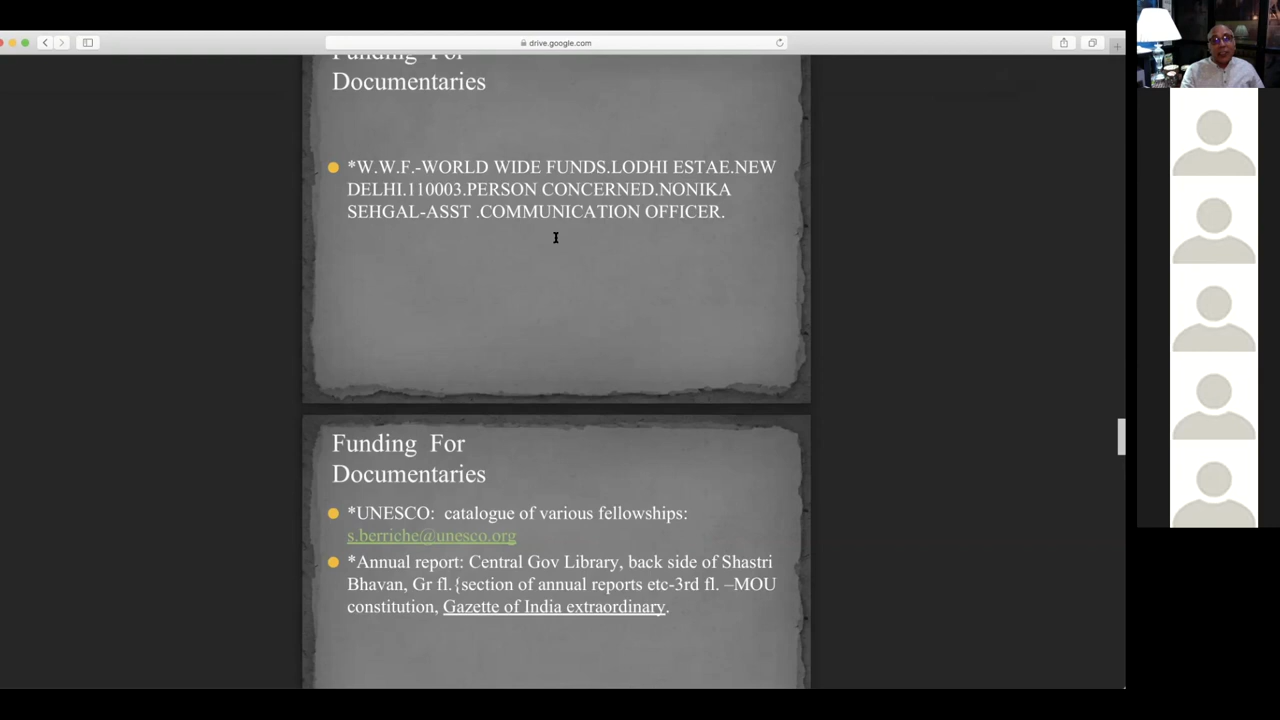 drive.google.com
Funding For
Documentaries
*W.W.F.-WORLD WIDE FUNDS.LODHI ESTAE.NEW
DELHI.110003.PERSON CONCERNED.NONIKA
SEHGAL-ASST .COMMUNICATION OFFICER.
Funding For
Documentaries
*UNESCO: catalogue of various fellowships:
s.berriche@unesco.org
*Annual report: Central Gov Library, back side of Shastri
Bhavan, Gr fl.{section of annual reports etc-3rd fl. –MOU
constitution, Gazette of India extraordinary.